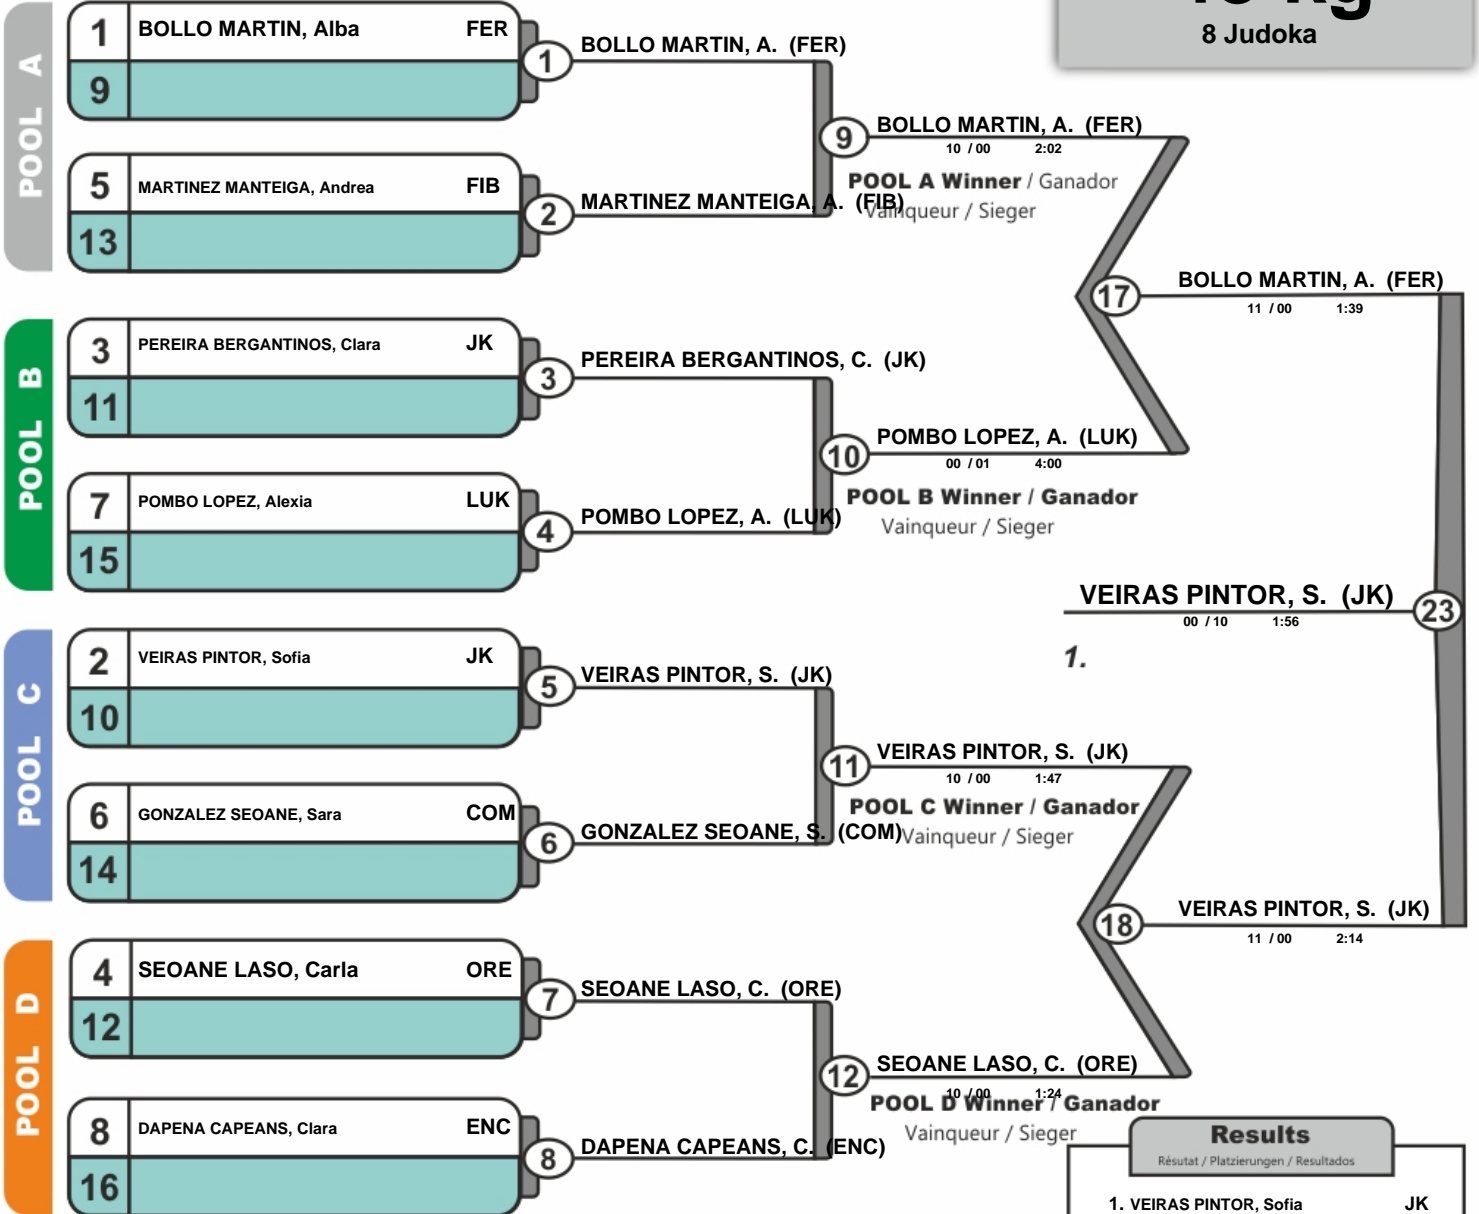 8 Judoka
POOL A
1 BOLLO MARTIN, Alba FER
9
1
BOLLO MARTIN, A. (FER)
5 MARTINEZ MANTEIGA, Andrea FIB
13
2
MARTINEZ MANTEIGA, A. (FIB)
9
BOLLO MARTIN, A. (FER)
10 / 00 2:02
POOL A Winner / Ganador
Vainqueur / Sieger
POOL B
3 PEREIRA BERGANTINOS, Clara JK
11
3
PEREIRA BERGANTINOS, C. (JK)
7 POMBO LOPEZ, Alexia LUK
15
4
POMBO LOPEZ, A. (LUK)
10
POMBO LOPEZ, A. (LUK)
00 / 01 4:00
POOL B Winner / Ganador
Vainqueur / Sieger
17
BOLLO MARTIN, A. (FER)
11 / 00 1:39
VEIRAS PINTOR, S. (JK)
23
00 / 10 1:56
1.
POOL C
2 VEIRAS PINTOR, Sofia JK
10
5
VEIRAS PINTOR, S. (JK)
6 GONZALEZ SEOANE, Sara COM
14
6
GONZALEZ SEOANE, S. (COM)
11
VEIRAS PINTOR, S. (JK)
10 / 00 1:47
POOL C Winner / Ganador
Vainqueur / Sieger
18
VEIRAS PINTOR, S. (JK)
11 / 00 2:14
POOL D
4 SEOANE LASO, Carla ORE
12
7
SEOANE LASO, C. (ORE)
8 DAPENA CAPEANS, Clara ENC
16
8
DAPENA CAPEANS, C. (ENC)
12
SEOANE LASO, C. (ORE)
10 / 00 1:24
POOL D Winner / Ganador
Vainqueur / Sieger
Results
Résutat / Platzierungen / Resultados
1. VEIRAS PINTOR, Sofia JK